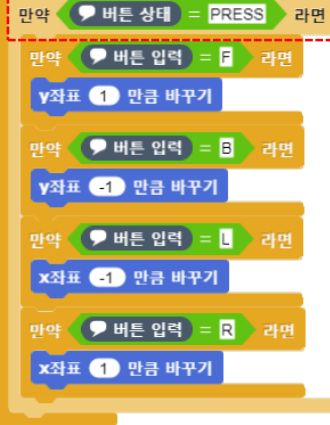 만약 버튼 상태 = PRESS 라면
만약 버튼 입력 = F 라면
y좌표 1 만큼 바꾸기
만약 버튼 입력 = B 라면
y좌표 -1 만큼 바꾸기
만약 버튼 입력 = L 라면
x좌표 -1 만큼 바꾸기
만약 버튼 입력 = R 라면
x좌표 1 만큼 바꾸기